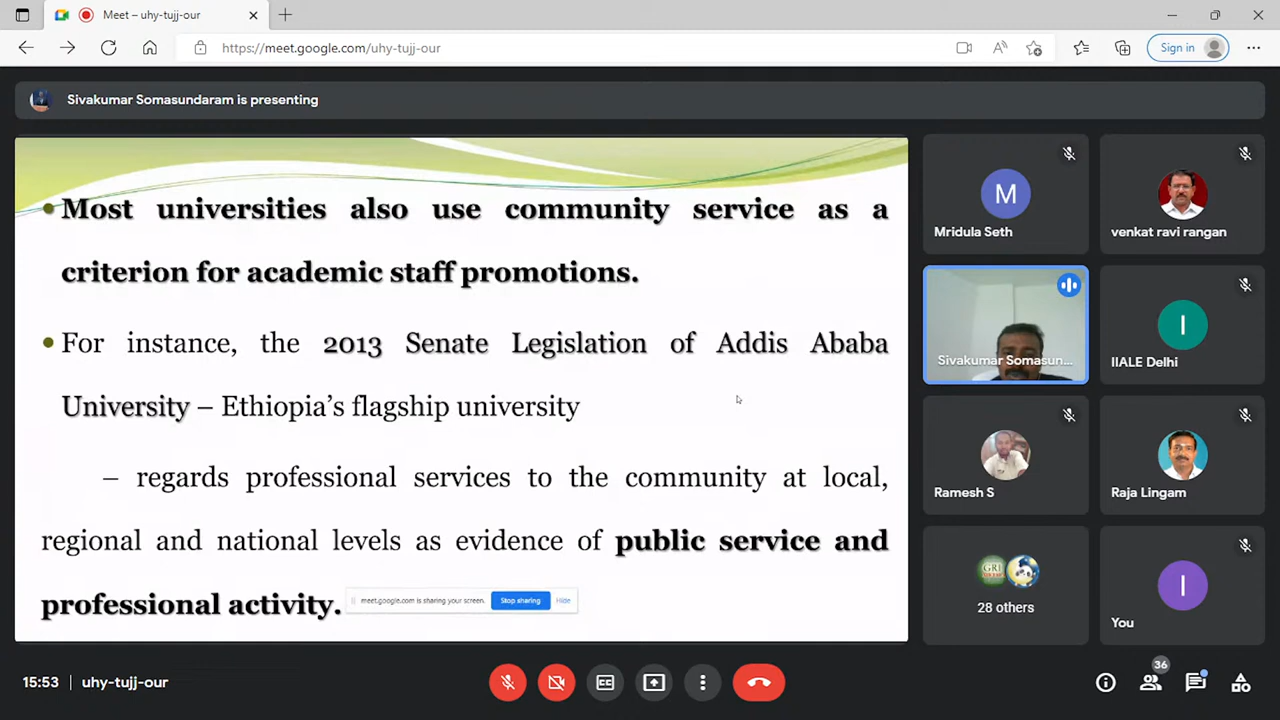 Meet – uhy-tujj-our
https://meet.google.com/uhy-tujj-our
Sign in
Sivakumar Somasundaram is presenting
Most universities also use community service as a
criterion for academic staff promotions.
For instance, the 2013 Senate Legislation of Addis Ababa
University – Ethiopia's flagship university
– regards professional services to the community at local,
regional and national levels as evidence of public service and
professional activity.
meet.google.com is sharing your screen.
Stop sharing
Hide
M
Mridula Seth
venkat ravi rangan
Sivakumar Somasun...
I
IIALE Delhi
Ramesh S
Raja Lingam
GRI
28 others
I
You
15:53 | uhy-tujj-our
36